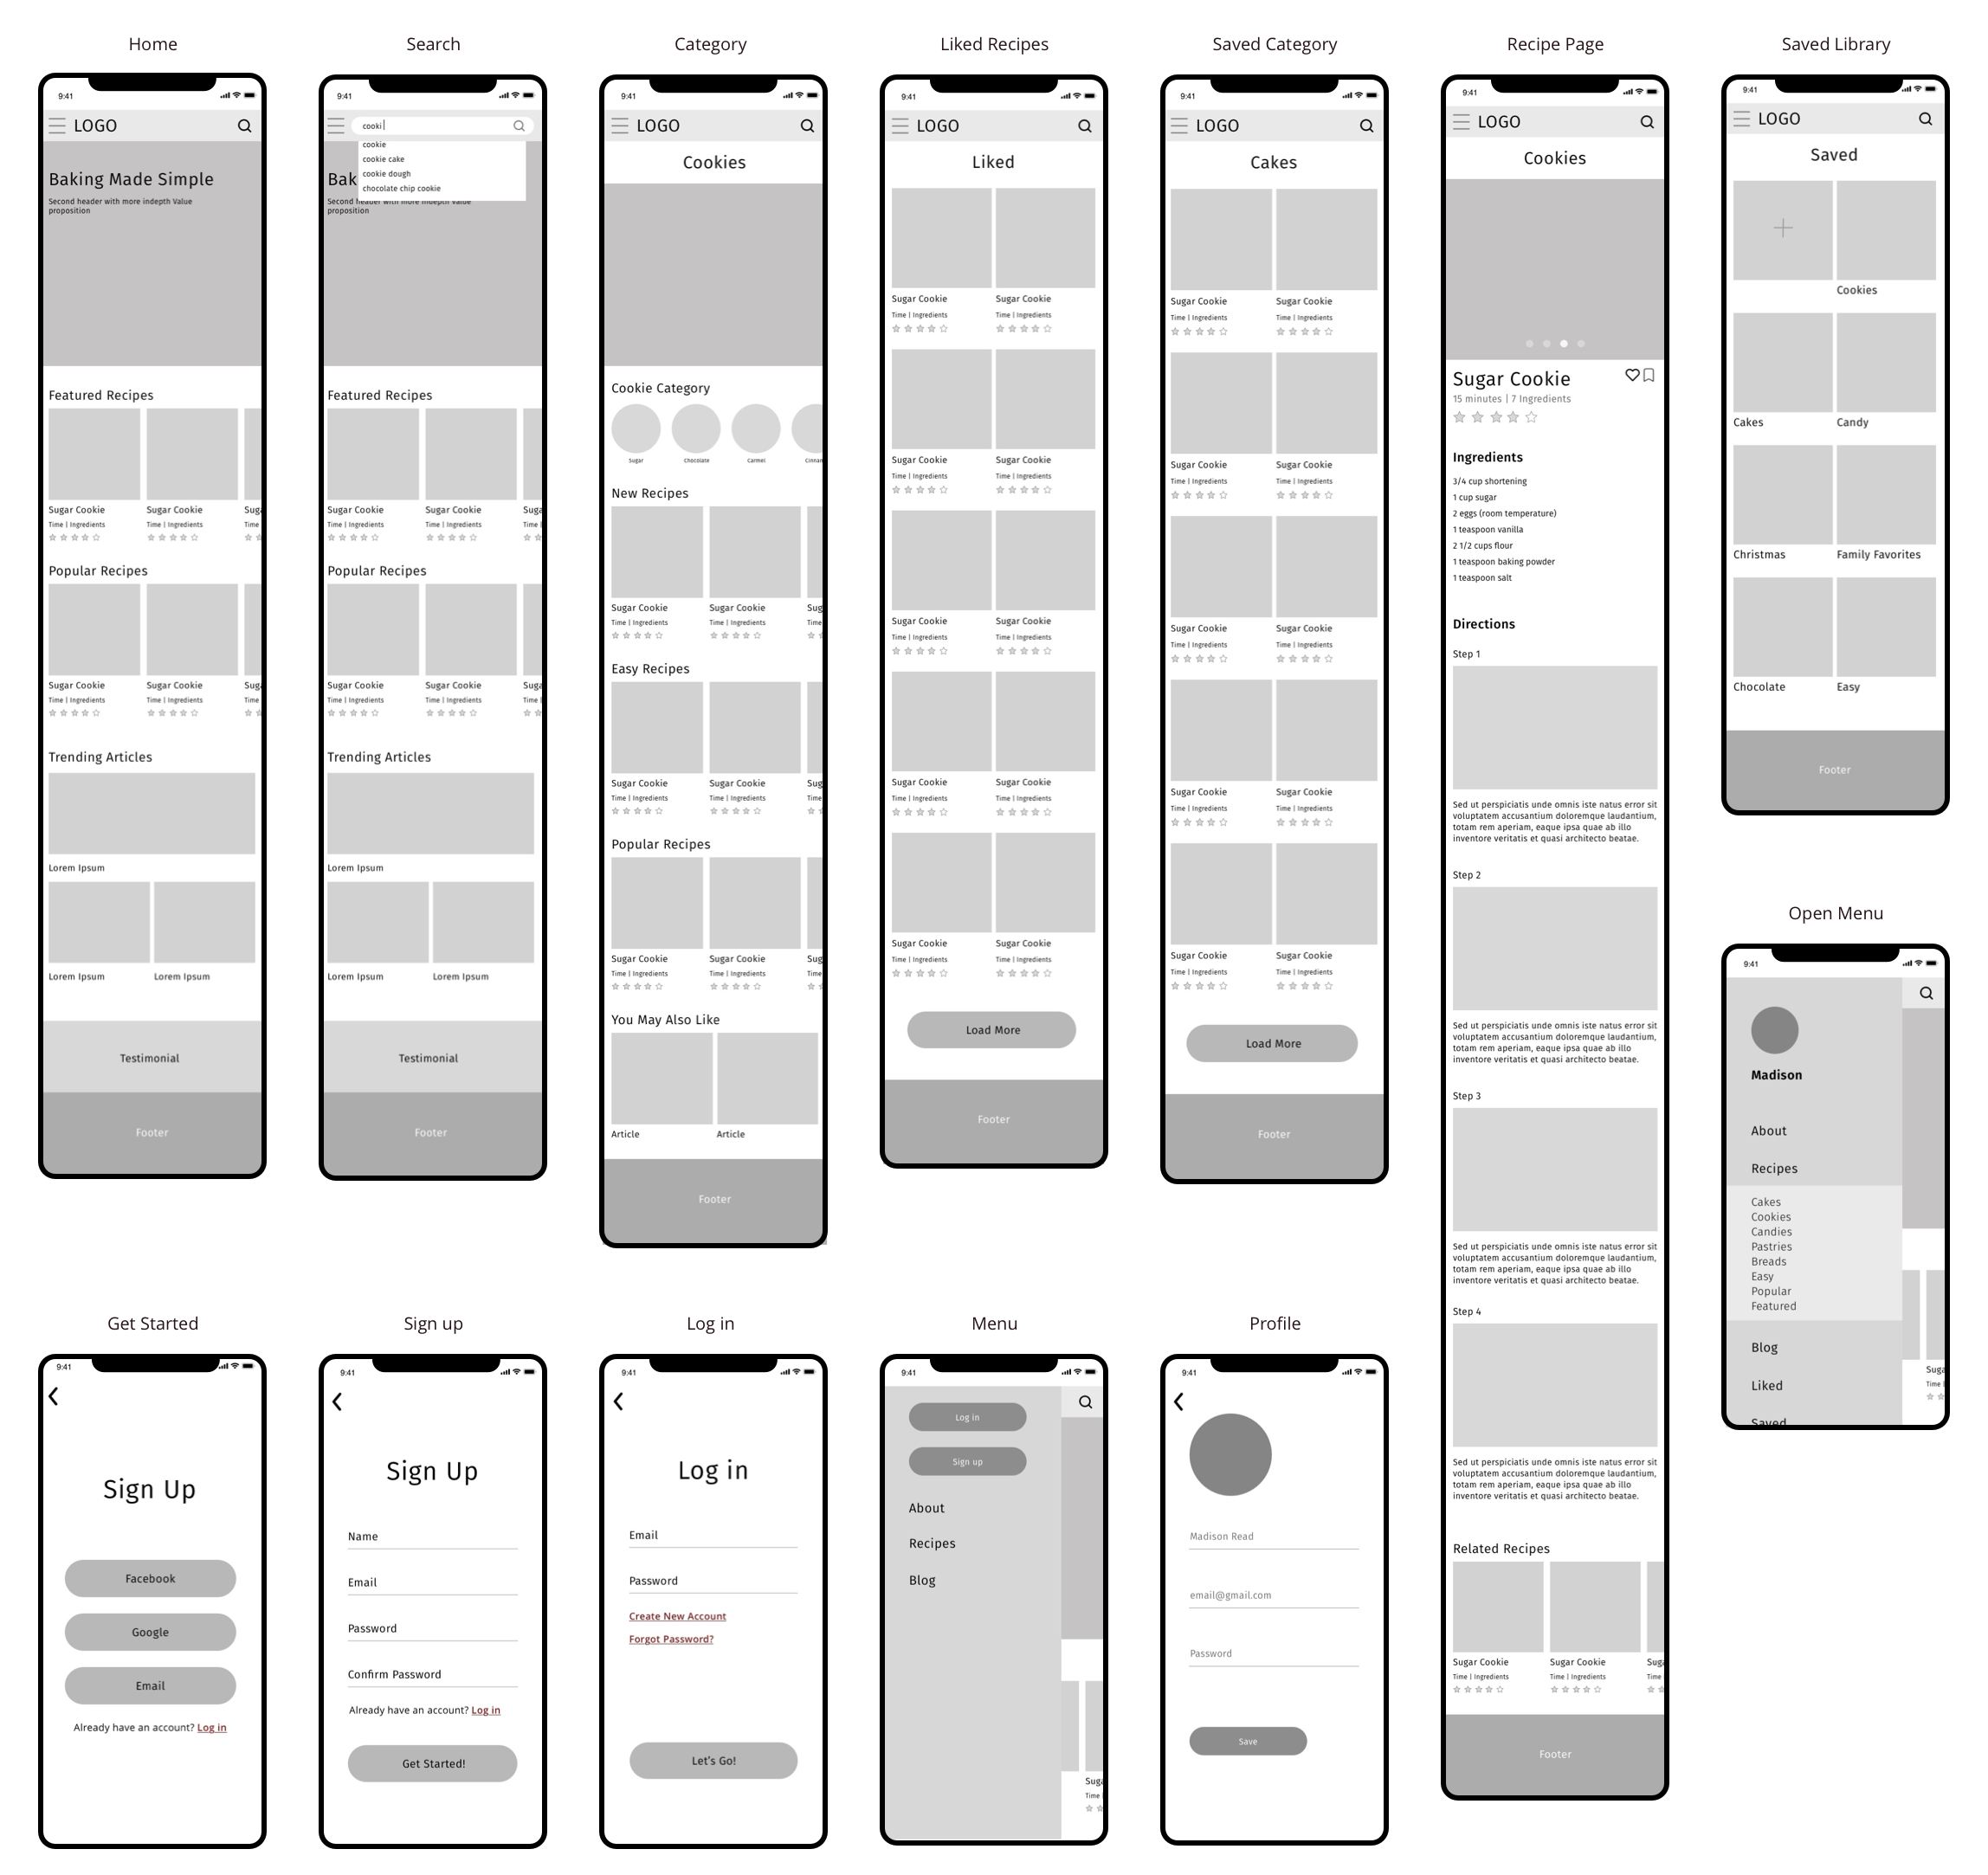 Home
9:41
LOGO
Baking Made Simple
Second header with more indepth Value
proposition
Featured Recipes
Sugar Cookie Sugar Cookie Suga
Time | Ingredients Time | Ingredients Time
Popular Recipes
Sugar Cookie Sugar Cookie Suga
Time | Ingredients Time | Ingredients Time
Trending Articles
Lorem Ipsum
Lorem Ipsum Lorem Ipsum
Testimonial
Footer
Search
9:41
cooki
cookie
cookie cake
cookie dough
chocolate chip cookie
Bak
Second header with more indepth Value
proposition
Featured Recipes
Sugar Cookie Sugar Cookie Suga
Time | Ingredients Time | Ingredients Time
Popular Recipes
Sugar Cookie Sugar Cookie Suga
Time | Ingredients Time | Ingredients Time
Trending Articles
Lorem Ipsum
Lorem Ipsum Lorem Ipsum
Testimonial
Footer
Category
9:41
LOGO
Cookies
Cookie Category
Sugar Chocolate Carmel Cinnan
New Recipes
Sugar Cookie Sugar Cookie Sug
Time | Ingredients Time | Ingredients Time
Easy Recipes
Sugar Cookie Sugar Cookie Sug
Time | Ingredients Time | Ingredients Time
Popular Recipes
Sugar Cookie Sugar Cookie Sug
Time | Ingredients Time | Ingredients Time
You May Also Like
Article Article
Footer
Liked Recipes
9:41
LOGO
Liked
Sugar Cookie Sugar Cookie
Time | Ingredients Time | Ingredients
Sugar Cookie Sugar Cookie
Time | Ingredients Time | Ingredients
Sugar Cookie Sugar Cookie
Time | Ingredients Time | Ingredients
Sugar Cookie Sugar Cookie
Time | Ingredients Time | Ingredients
Sugar Cookie Sugar Cookie
Time | Ingredients Time | Ingredients
Load More
Footer
Saved Category
9:41
LOGO
Cakes
Sugar Cookie Sugar Cookie
Time | Ingredients Time | Ingredients
Sugar Cookie Sugar Cookie
Time | Ingredients Time | Ingredients
Sugar Cookie Sugar Cookie
Time | Ingredients Time | Ingredients
Sugar Cookie Sugar Cookie
Time | Ingredients Time | Ingredients
Sugar Cookie Sugar Cookie
Time | Ingredients Time | Ingredients
Load More
Footer
Recipe Page
9:41
LOGO
Cookies
Sugar Cookie
15 minutes | 7 Ingredients
Ingredients
3/4 cup shortening
1 cup sugar
2 eggs (room temperature)
1 teaspoon vanilla
2 1/2 cups flour
1 teaspoon baking powder
1 teaspoon salt
Directions
Step 1
Sed ut perspiciatis unde omnis iste natus error sit
voluptatem accusantium doloremque laudantium,
totam rem aperiam, eaque ipsa quae ab illo
inventore veritatis et quasi architecto beatae.
Step 2
Sed ut perspiciatis unde omnis iste natus error sit
voluptatem accusantium doloremque laudantium,
totam rem aperiam, eaque ipsa quae ab illo
inventore veritatis et quasi architecto beatae.
Step 3
Sed ut perspiciatis unde omnis iste natus error sit
voluptatem accusantium doloremque laudantium,
totam rem aperiam, eaque ipsa quae ab illo
inventore veritatis et quasi architecto beatae.
Step 4
Sed ut perspiciatis unde omnis iste natus error sit
voluptatem accusantium doloremque laudantium,
totam rem aperiam, eaque ipsa quae ab illo
inventore veritatis et quasi architecto beatae.
Related Recipes
Sugar Cookie Sugar Cookie Suga
Time | Ingredients Time | Ingredients Time
Footer
Saved Library
9:41
LOGO
Saved
Cookies
Cakes Candy
Christmas Family Favorites
Chocolate Easy
Footer
Open Menu
9:41
Madison
About
Recipes
Cakes
Cookies
Candies
Pastries
Breads
Easy
Popular
Featured
Blog
Liked
Saved
Suga
Time |
Get Started
9:41
Sign Up
Facebook
Google
Email
Already have an account? Log in
Sign up
9:41
Sign Up
Name
Email
Password
Confirm Password
Already have an account? Log in
Get Started!
Log in
9:41
Log in
Email
Password
Create New Account
Forgot Password?
Let's Go!
Menu
9:41
Log in
Sign up
About
Recipes
Blog
Suga
Time |
Profile
9:41
Madison Read
email@gmail.com
Password
Save